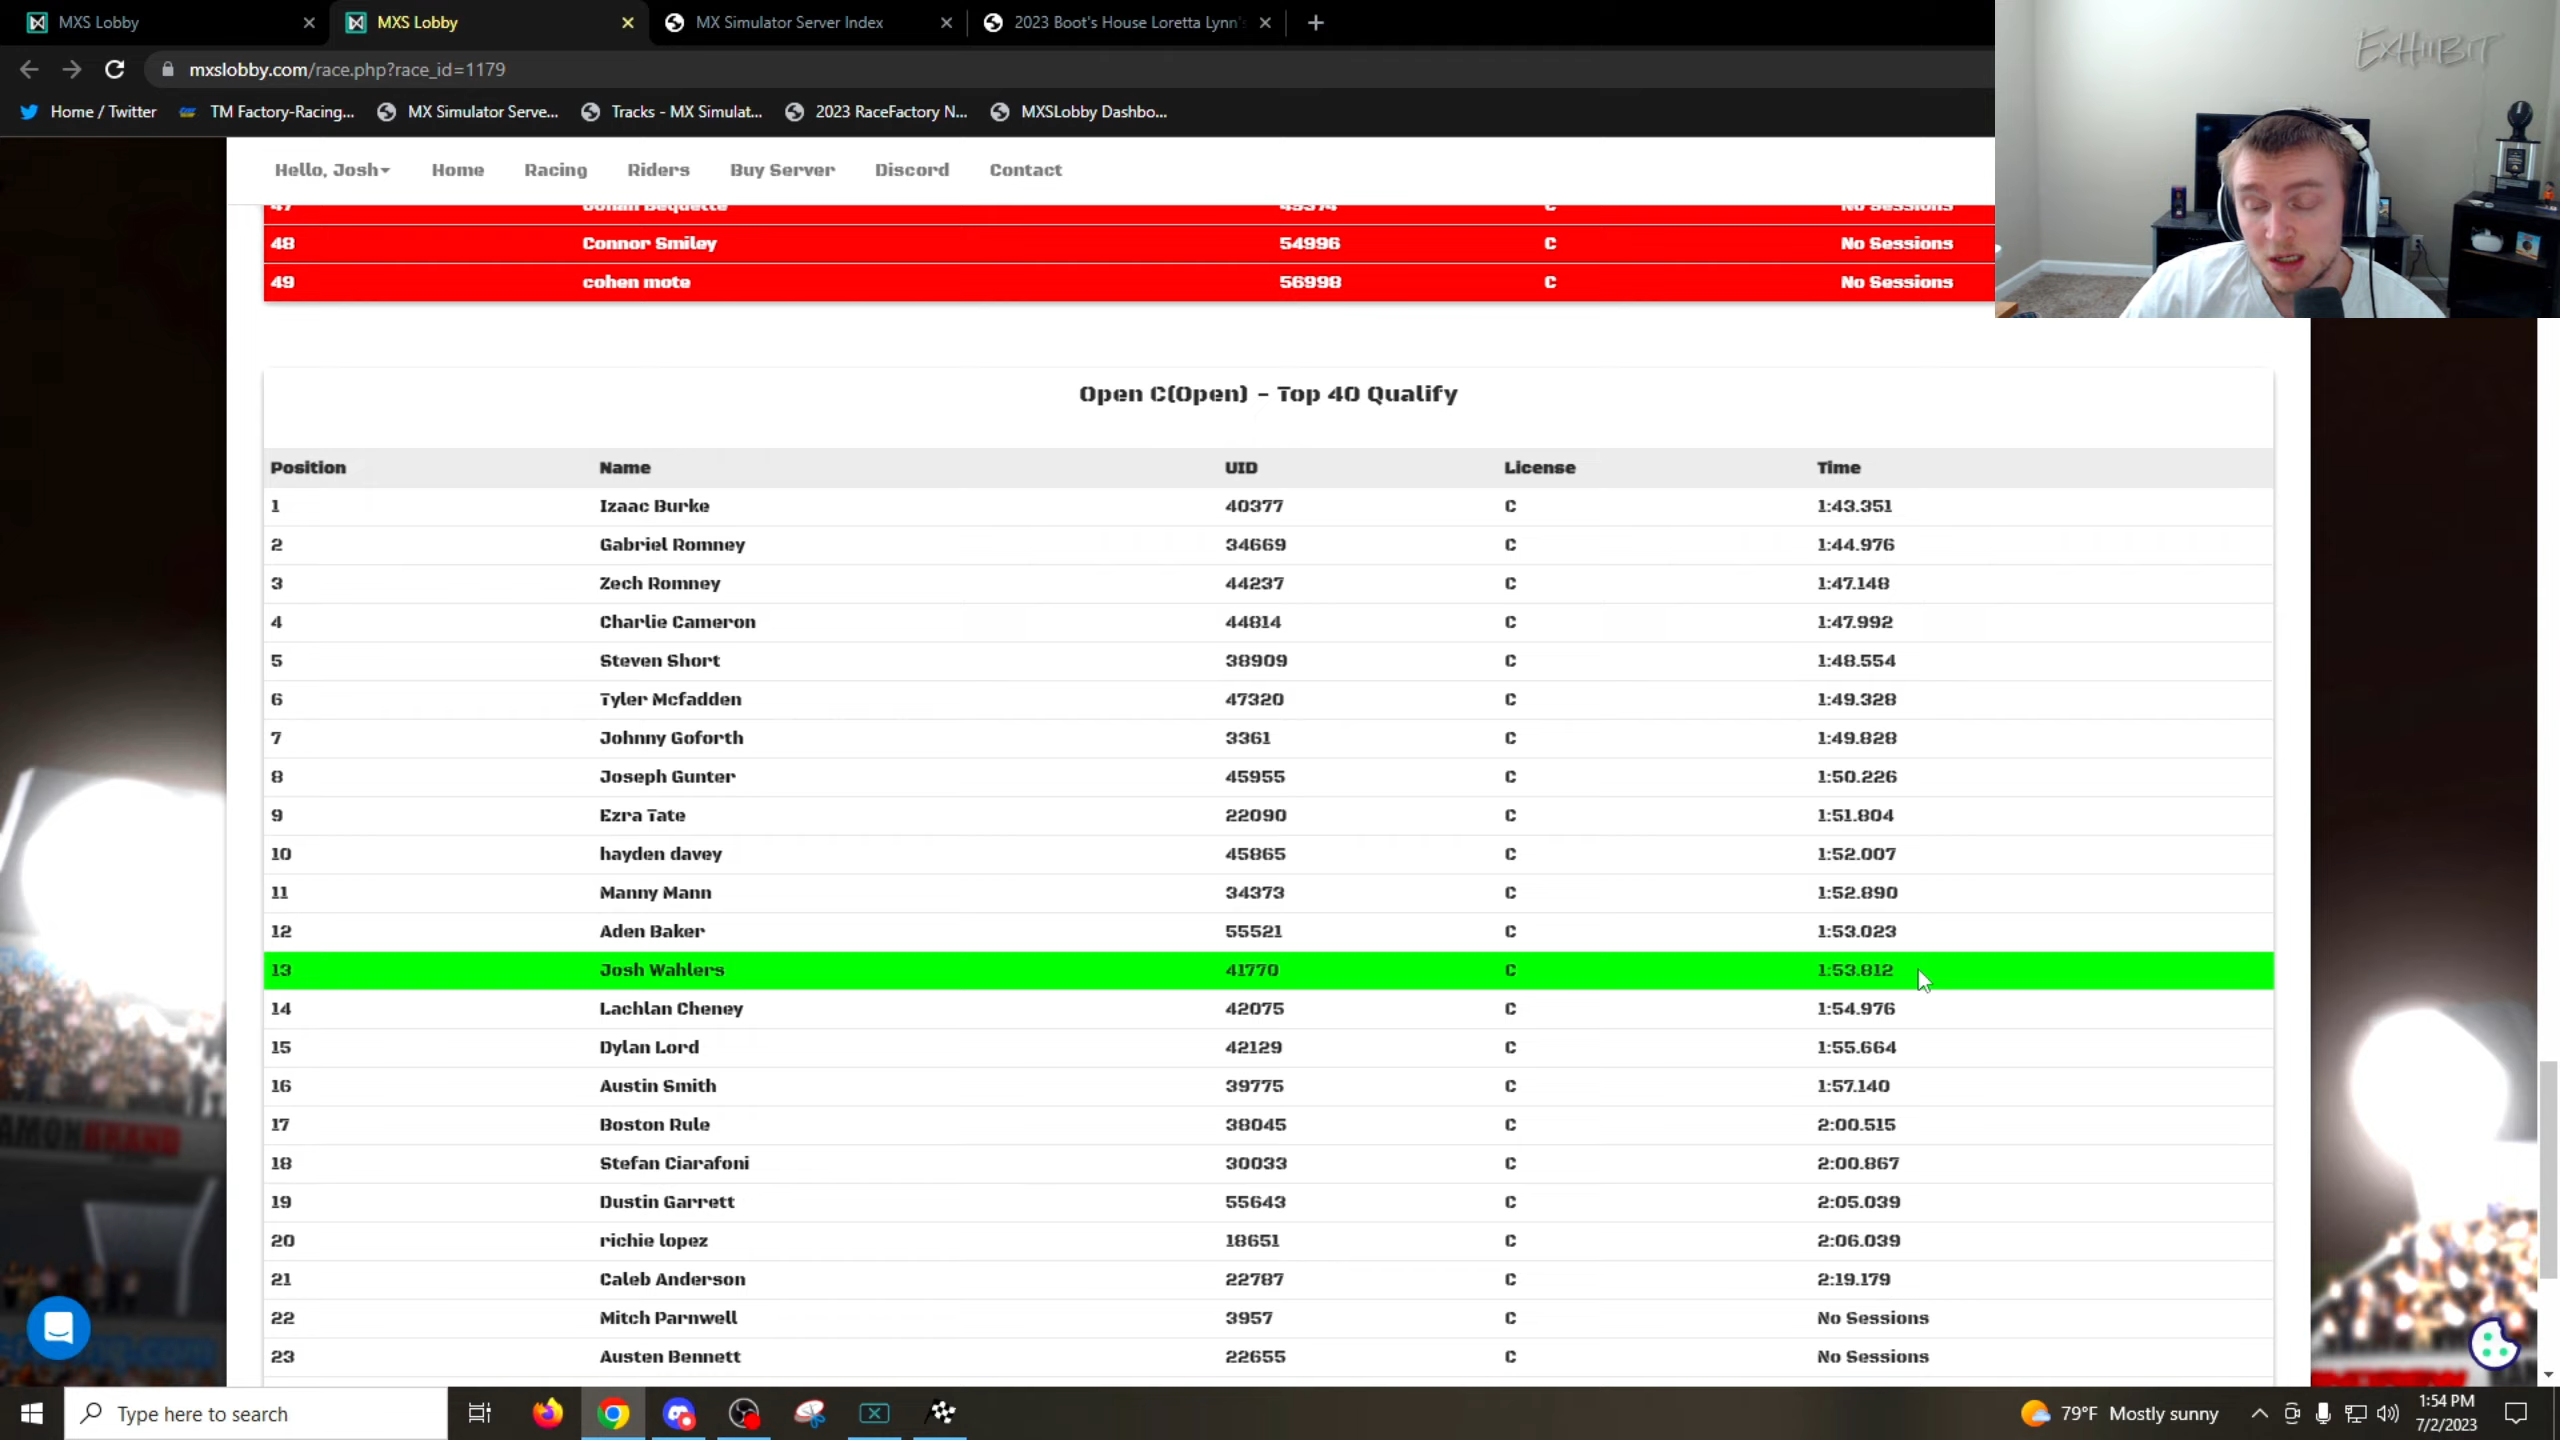 MXS Lobby
MXS Lobby
MX Simulator Server Index
2023 Boot's House Loretta Lynn's
EXHIIBIT
mxslobby.com/race.php?race_id=1179
Home / Twitter
TM Factory-Racing...
MX Simulator Serve...
Tracks - MX Simulat...
2023 RaceFactory N...
MXSLobby Dashbo...
Hello, Josh
Home
Racing
Riders
Buy Server
Discord
Contact
48 Connor Smiley 54996 C No Sessions
49 cohen mote 56998 C No Sessions
Open C(Open) - Top 40 Qualify
Position Name UID License Time
1 Izaac Burke 40377 C 1:43.351
2 Gabriel Romney 34669 C 1:44.976
3 Zech Romney 44237 C 1:47.148
4 Charlie Cameron 44814 C 1:47.992
5 Steven Short 38909 C 1:48.554
6 Tyler Mcfadden 47320 C 1:49.328
7 Johnny Goforth 3361 C 1:49.828
8 Joseph Gunter 45955 C 1:50.226
9 Ezra Tate 22090 C 1:51.804
10 hayden davey 45865 C 1:52.007
11 Manny Mann 34373 C 1:52.890
12 Aden Baker 55521 C 1:53.023
13 Josh Wahlers 41770 C 1:53.812
14 Lachlan Cheney 42075 C 1:54.976
15 Dylan Lord 42129 C 1:55.664
16 Austin Smith 39775 C 1:57.140
17 Boston Rule 38045 C 2:00.515
18 Stefan Ciarafoni 30033 C 2:00.867
19 Dustin Garrett 55643 C 2:05.039
20 richie lopez 18651 C 2:06.039
21 Caleb Anderson 22787 C 2:19.179
22 Mitch Parnwell 3957 C No Sessions
23 Austen Bennett 22655 C No Sessions
Type here to search
79°F Mostly sunny
1:54 PM
7/2/2023